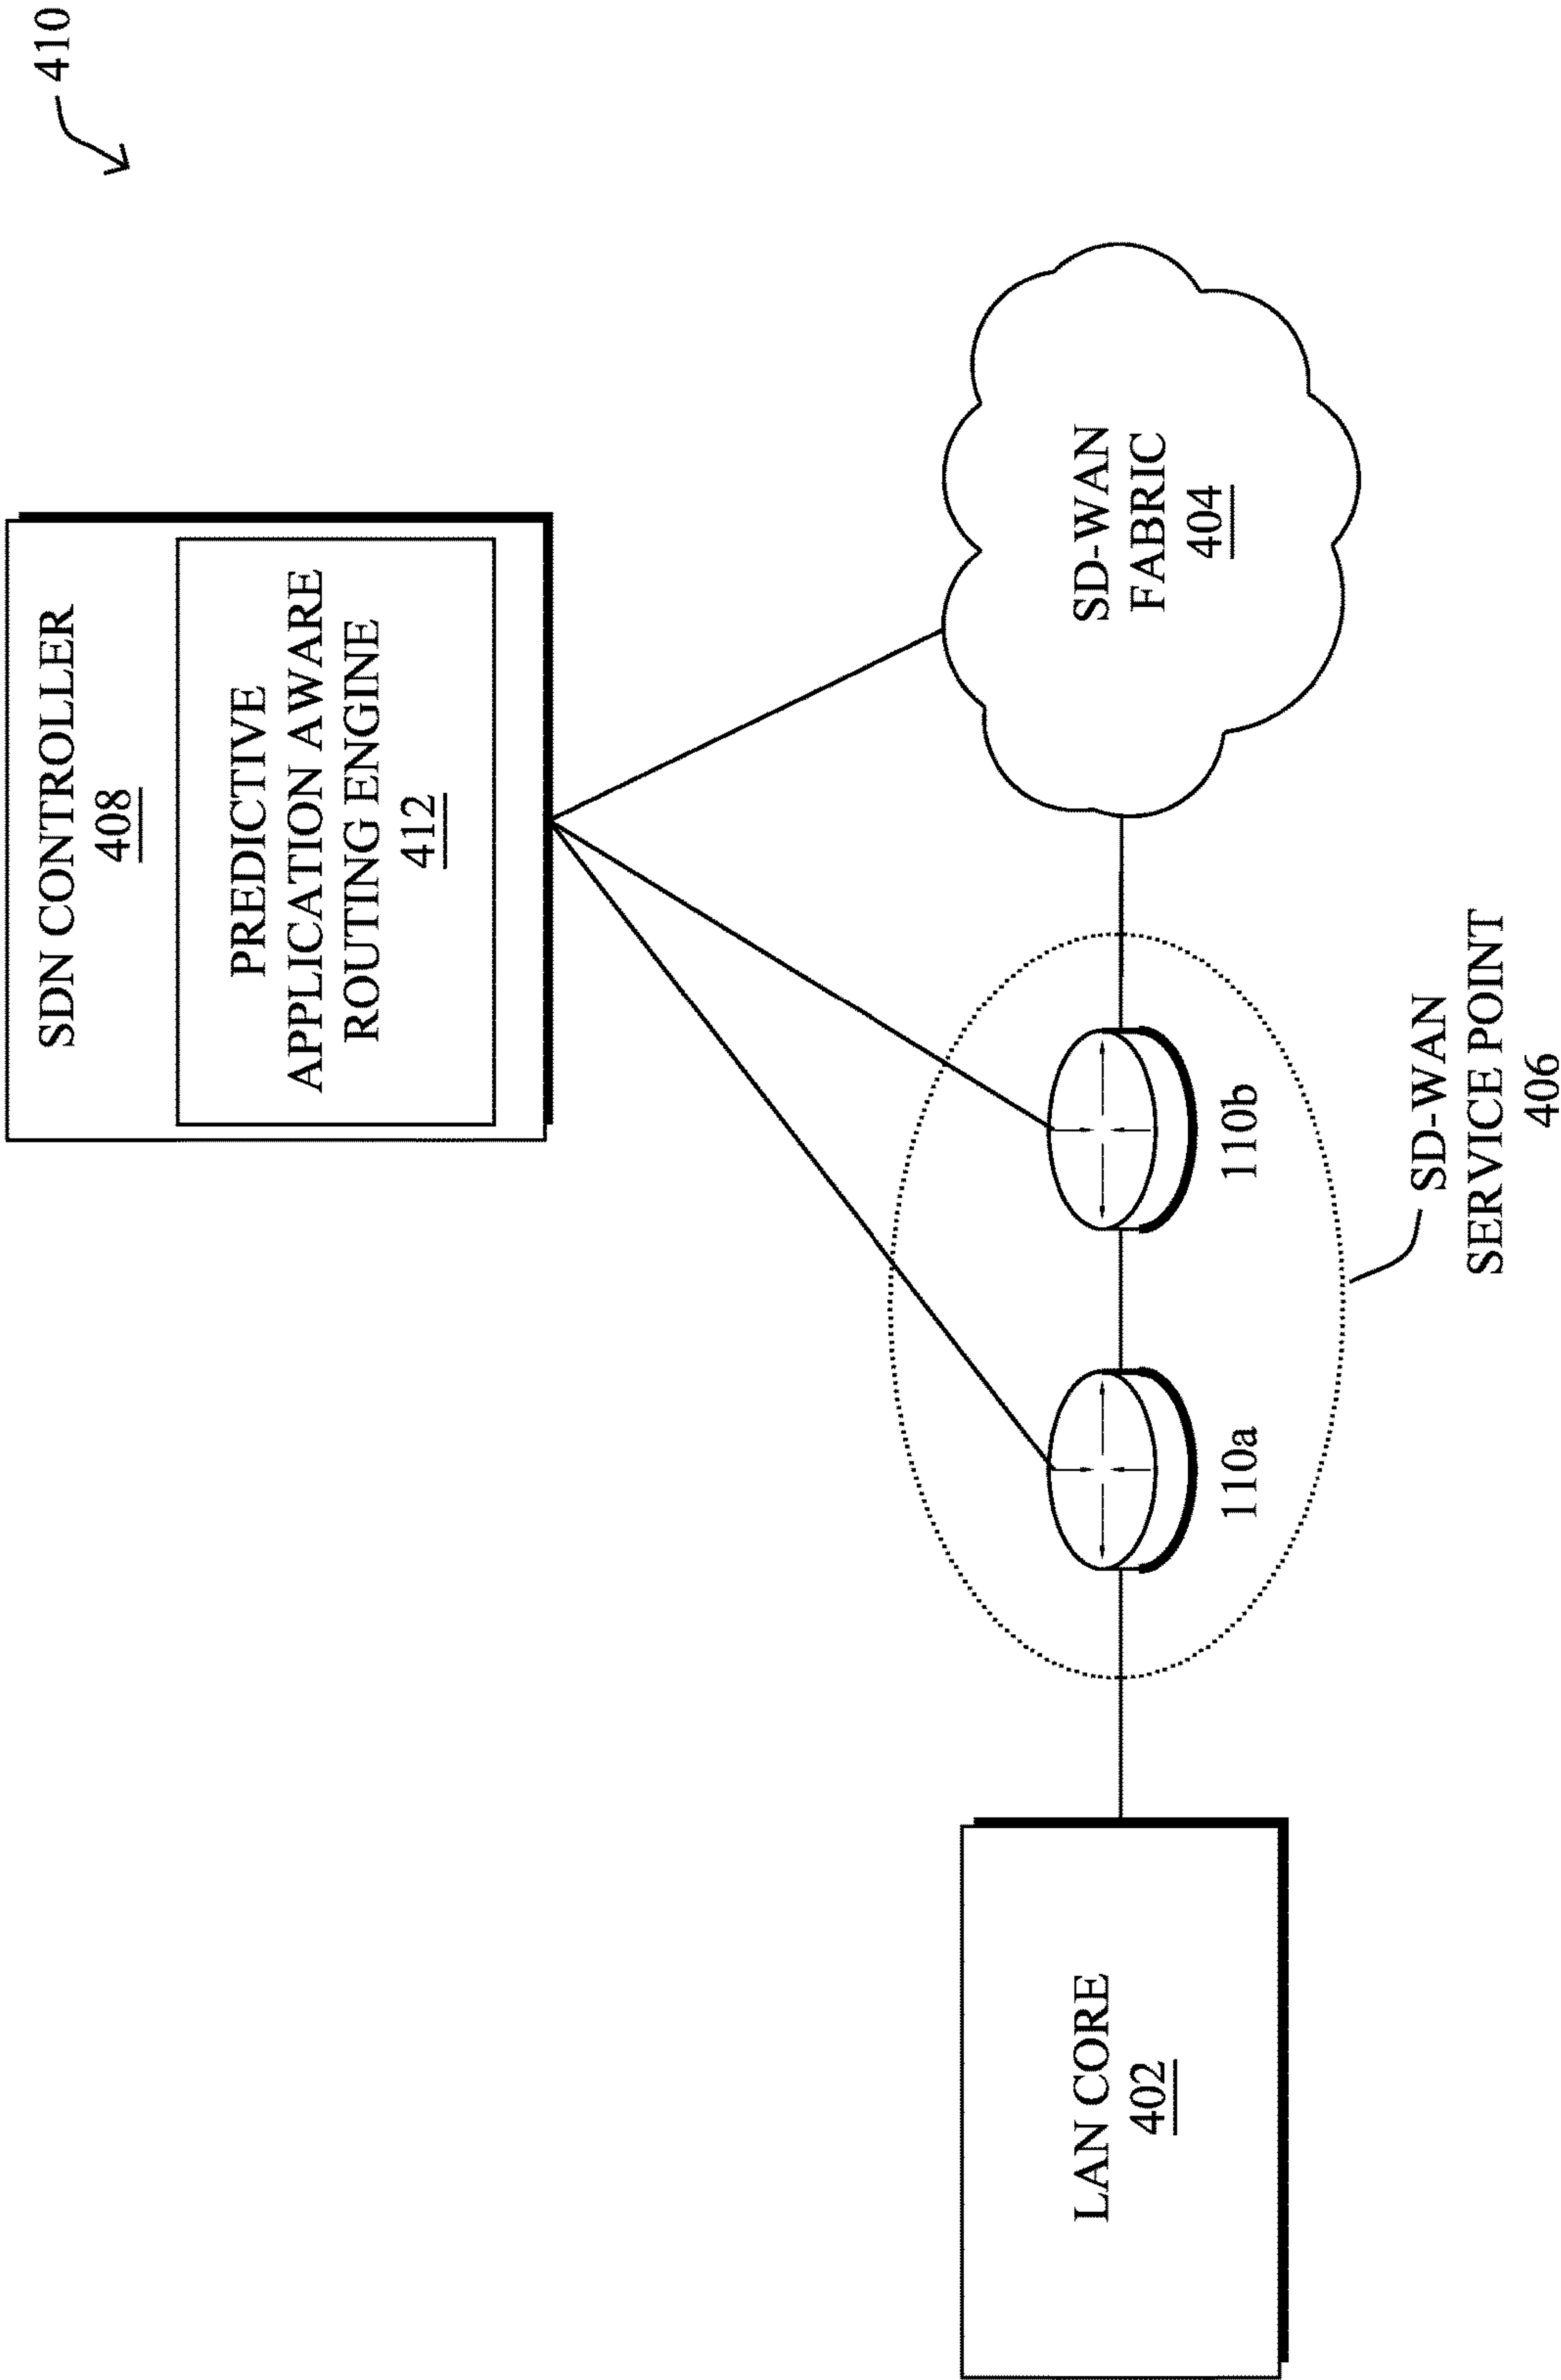 410
SDN CONTROLLER
408
PREDICTIVE
APPLICATION AWARE
ROUTING ENGINE
412
LAN CORE
402
110a
110b
SD-WAN
FABRIC
404
SD-WAN
SERVICE POINT
406